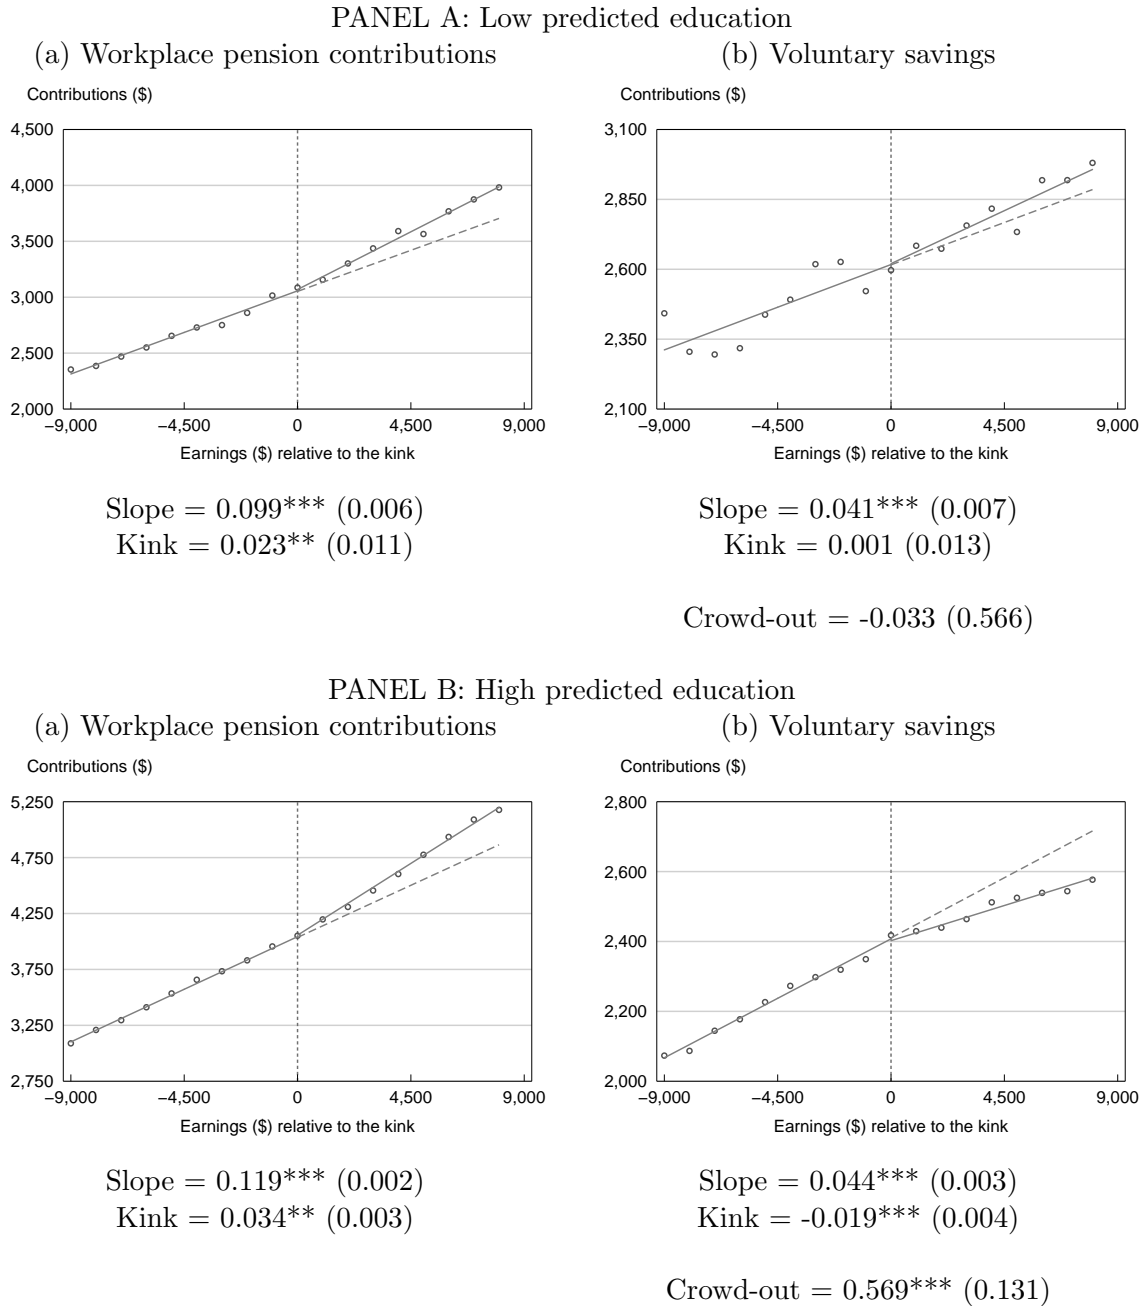 PANEL A: Low predicted education
(a) Workplace pension contributions
(b) Voluntary savings
Contributions ($)
4,500
4,000
3,500
3,000
2,500
2,000
−9,000 −4,500 0 4,500 9,000
Earnings ($) relative to the kink
Contributions ($)
3,100
2,850
2,600
2,350
2,100
−9,000 −4,500 0 4,500 9,000
Earnings ($) relative to the kink
Slope = 0.099*** (0.006)
Kink = 0.023** (0.011)
Slope = 0.041*** (0.007)
Kink = 0.001 (0.013)
Crowd-out = -0.033 (0.566)
PANEL B: High predicted education
(a) Workplace pension contributions
(b) Voluntary savings
Contributions ($)
5,250
4,750
4,250
3,750
3,250
2,750
−9,000 −4,500 0 4,500 9,000
Earnings ($) relative to the kink
Contributions ($)
2,800
2,600
2,400
2,200
2,000
−9,000 −4,500 0 4,500 9,000
Earnings ($) relative to the kink
Slope = 0.119*** (0.002)
Kink = 0.034** (0.003)
Slope = 0.044*** (0.003)
Kink = -0.019*** (0.004)
Crowd-out = 0.569*** (0.131)